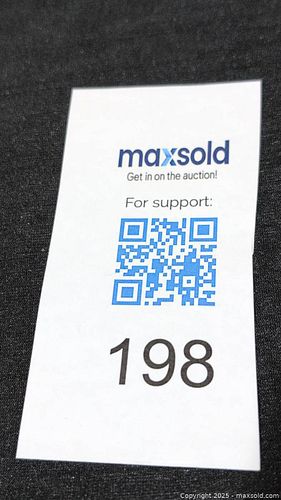 maxsold
Get in on the auction!
For support:
198
Copyright 2025 - maxsold.com